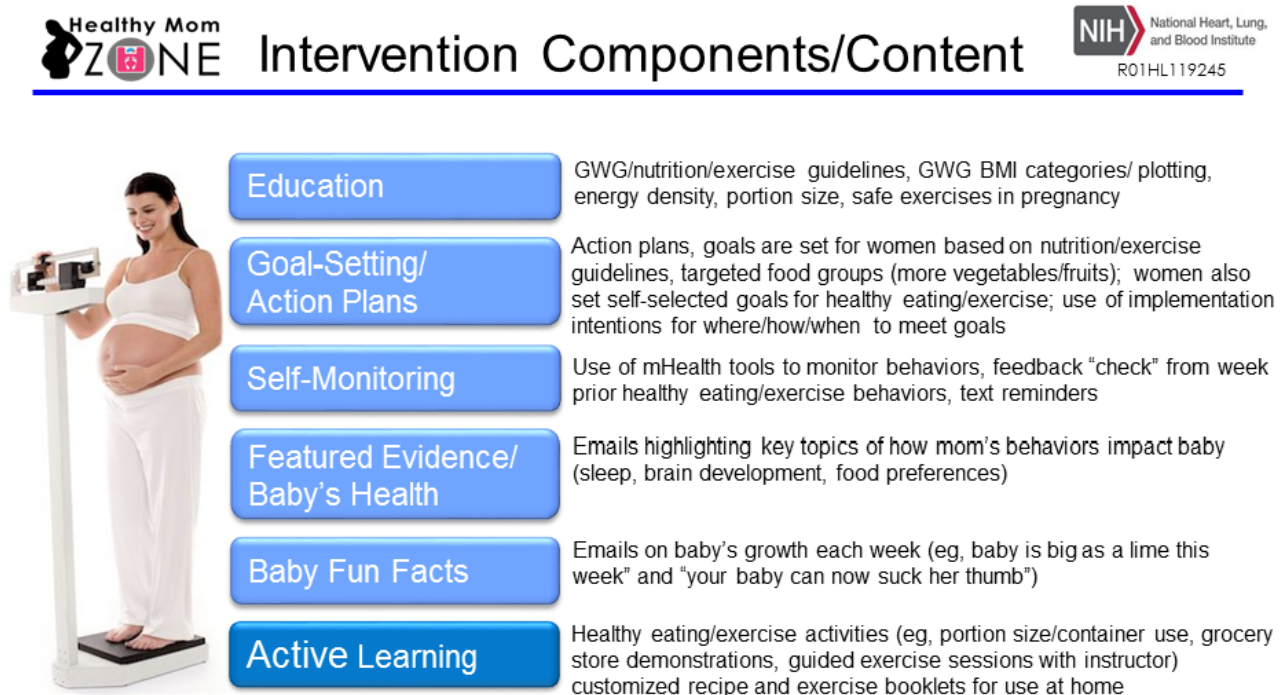 Healthy Mom
ZONE
Intervention Components/Content
NIH
National Heart, Lung,
and Blood Institute
R01HL119245
Education
GWG/nutrition/exercise guidelines, GWG BMI categories/ plotting,
energy density, portion size, safe exercises in pregnancy
Goal-Setting/
Action Plans
Action plans, goals are set for women based on nutrition/exercise
guidelines, targeted food groups (more vegetables/fruits); women also
set self-selected goals for healthy eating/exercise; use of implementation
intentions for where/how/when to meet goals
Self-Monitoring
Use of mHealth tools to monitor behaviors, feedback “check” from week
prior healthy eating/exercise behaviors, text reminders
Featured Evidence/
Baby’s Health
Emails highlighting key topics of how mom’s behaviors impact baby
(sleep, brain development, food preferences)
Baby Fun Facts
Emails on baby’s growth each week (eg, baby is big as a lime this
week” and “your baby can now suck her thumb”)
Active Learning
Healthy eating/exercise activities (eg, portion size/container use, grocery
store demonstrations, guided exercise sessions with instructor)
customized recipe and exercise booklets for use at home